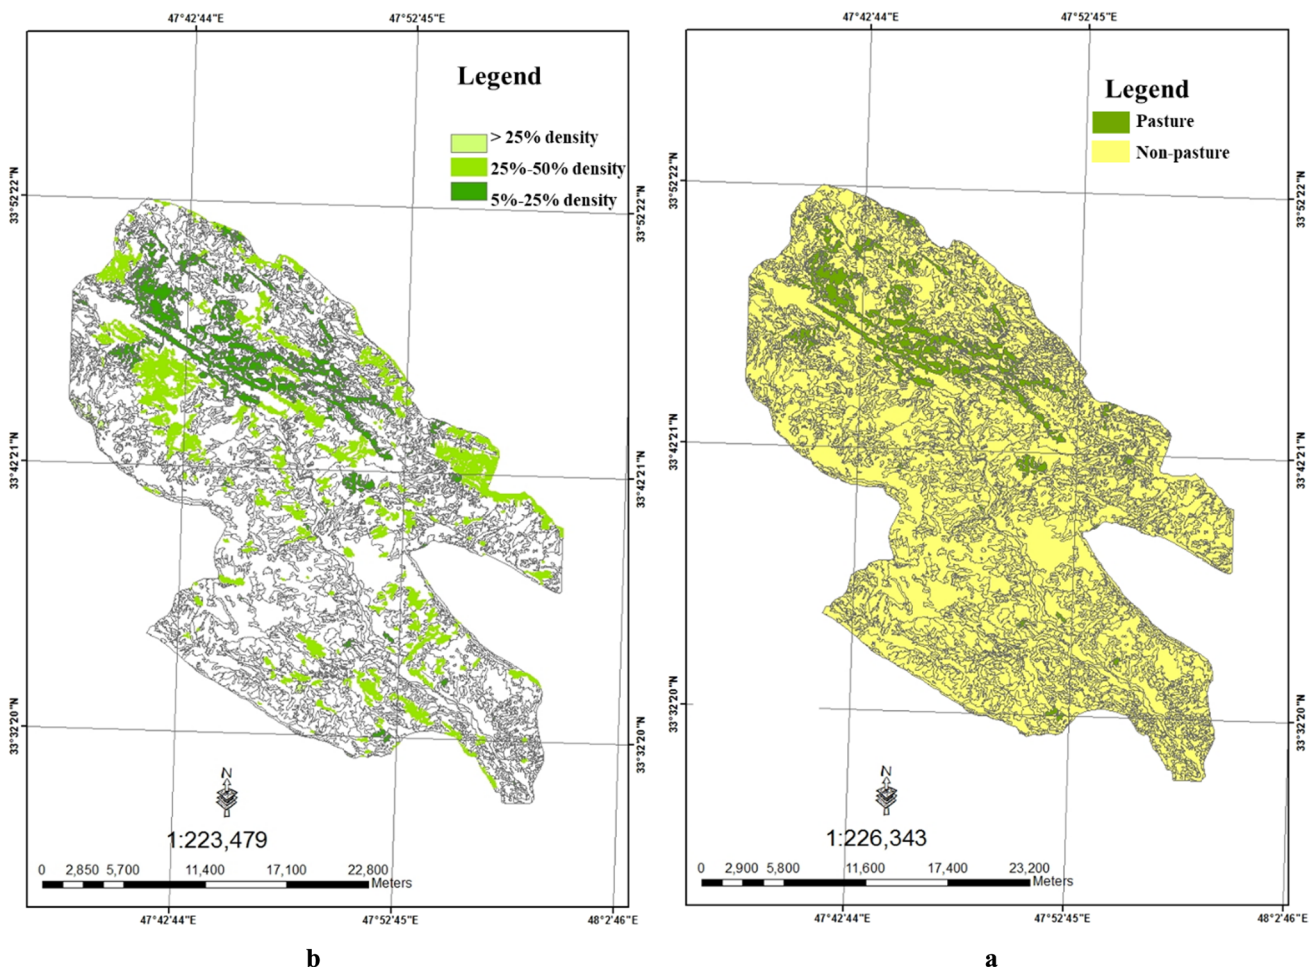 47°42'44"E
47°52'45"E
Legend
> 25% density
25%-50% density
5%-25% density
33°52'22"N
33°52'22"N
33°42'21"N
33°42'21"N
33°32'20"N
33°32'20"N
N
1:223,479
0 2,850 5,700 11,400 17,100 22,800
Meters
47°42'44"E
47°52'45"E
48°2'46"E
b
47°42'44"E
47°52'45"E
Legend
Pasture
Non-pasture
33°52'22"N
33°52'22"N
33°42'21"N
33°42'21"N
33°32'20"N
33°32'20"N
N
1:226,343
0 2,900 5,800 11,600 17,400 23,200
Meters
47°42'44"E
47°52'45"E
48°2'46"E
a